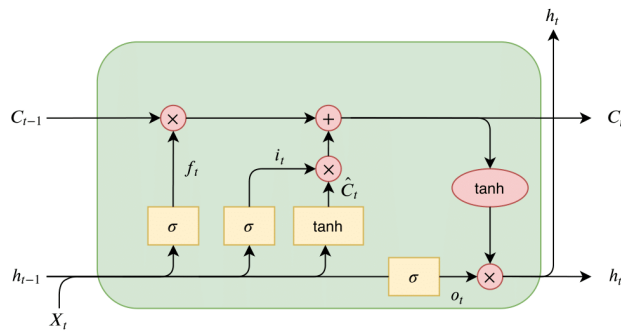 h_t
C_{t-1} × + C_t
f_t i_t × Ĉ_t tanh
σ σ tanh
h_{t-1} σ o_t × h_t
X_t